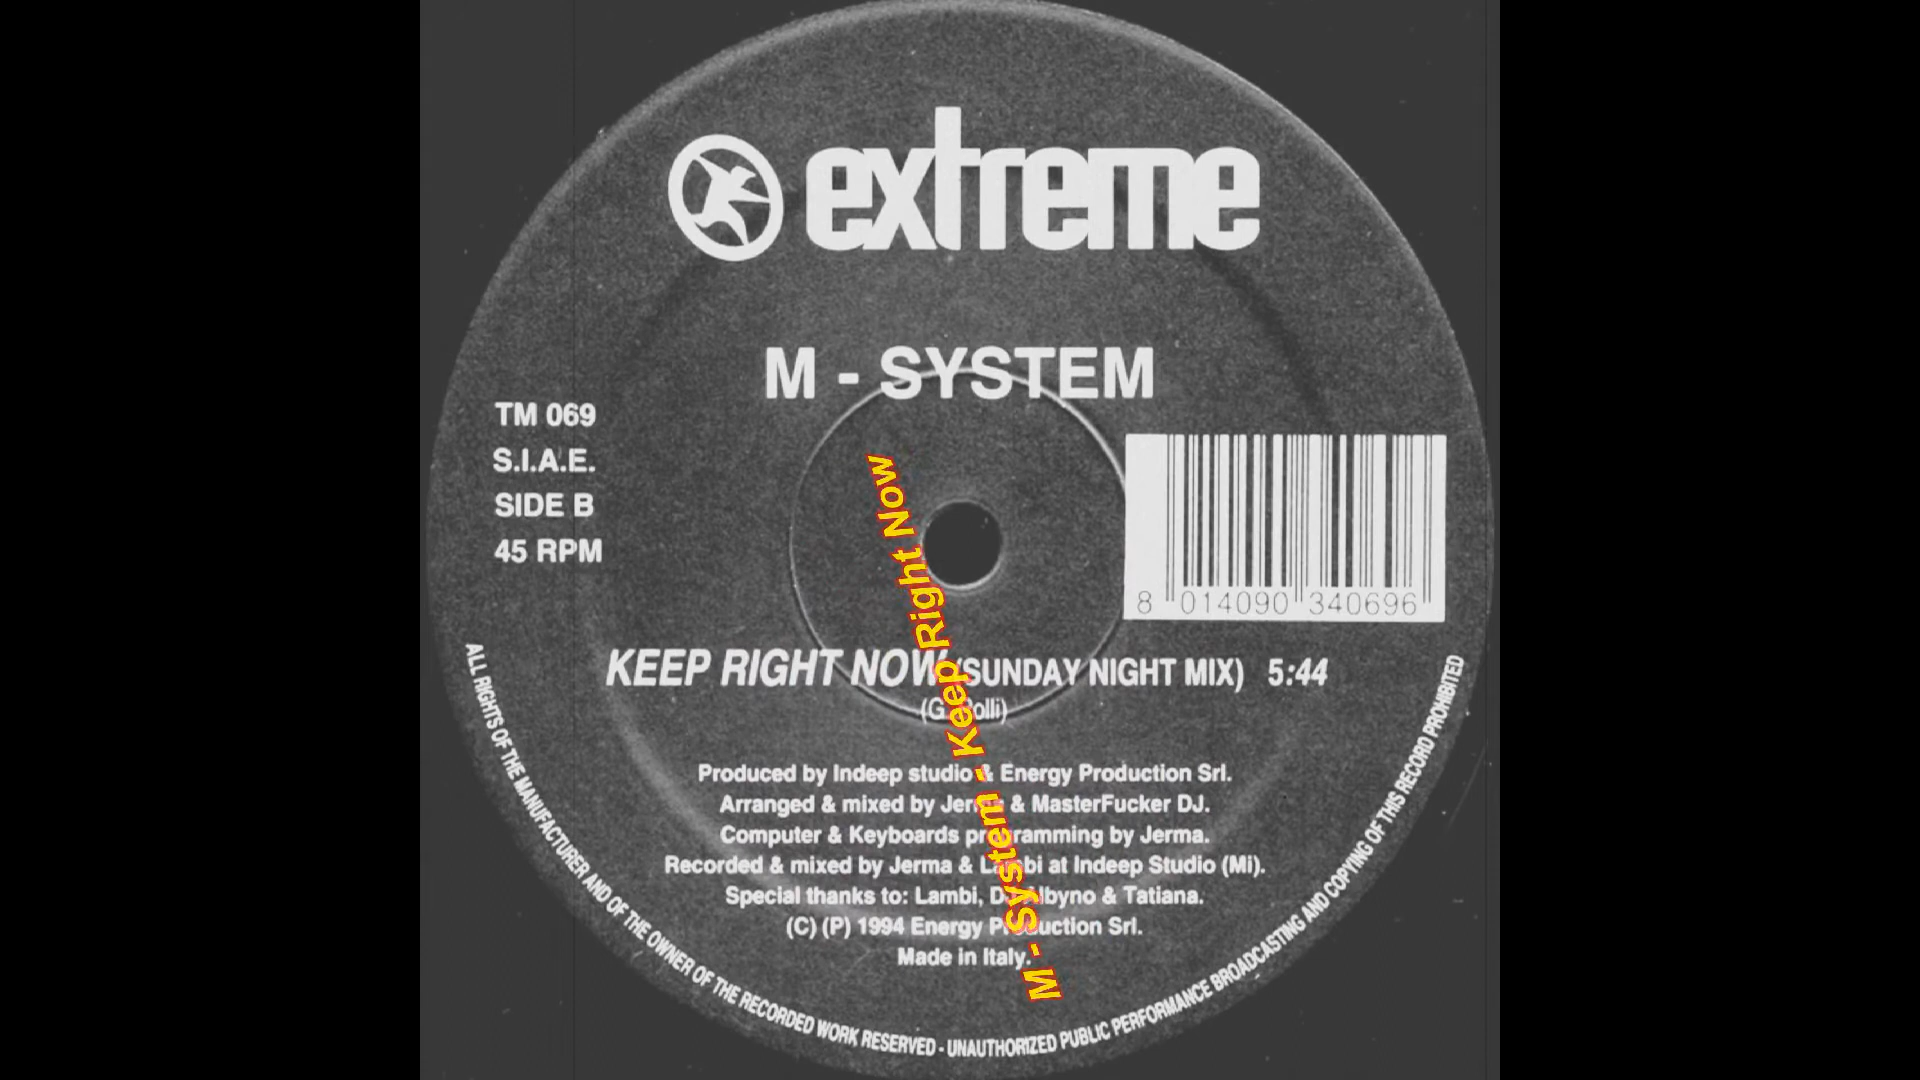 extreme
M - SYSTEM
TM 069
S.I.A.E.
SIDE B
45 RPM
8 014090 340696
KEEP RIGHT NOW (SUNDAY NIGHT MIX) 5:44
Produced by Indeep studio & Energy Production Srl.
Arranged & mixed by Jerma & MasterFucker DJ.
Computer & Keyboards programming by Jerma.
Recorded & mixed by Jerma & Lambi at Indeep Studio (Mi).
Special thanks to: Lambi, DJ Albyno & Tatiana.
(C) (P) 1994 Energy Production Srl.
Made in Italy.
ALL RIGHTS OF THE MANUFACTURER AND OF THE OWNER OF THE RECORDED WORK RESERVED - UNAUTHORIZED PUBLIC PERFORMANCE BROADCASTING AND COPYING OF THIS RECORD PROHIBITED
M - System - Keep Right Now